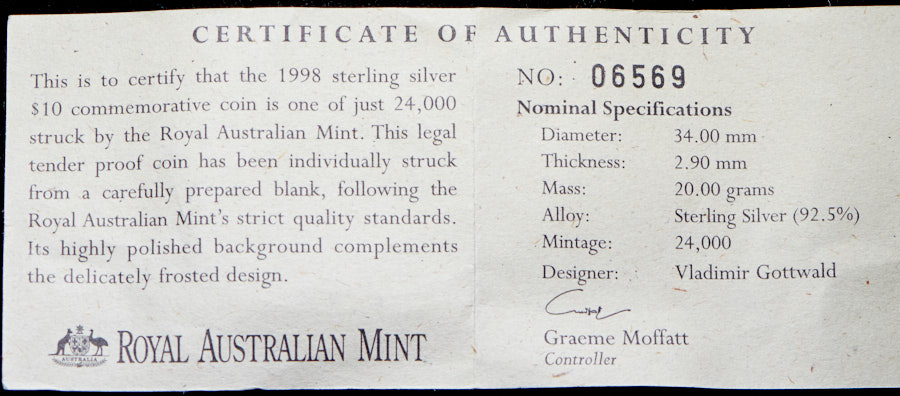 CERTIFICATE OF AUTHENTICITY
This is to certify that the 1998 sterling silver
$10 commemorative coin is one of just 24,000
struck by the Royal Australian Mint. This legal
tender proof coin has been individually struck
from a carefully prepared blank, following the
Royal Australian Mint's strict quality standards.
Its highly polished background complements
the delicately frosted design.
AUSTRALIA
ROYAL AUSTRALIAN MINT
NO: 06569
Nominal Specifications
Diameter: 34.00 mm
Thickness: 2.90 mm
Mass: 20.00 grams
Alloy: Sterling Silver (92.5%)
Mintage: 24,000
Designer: Vladimir Gottwald
Graeme Moffatt
Controller